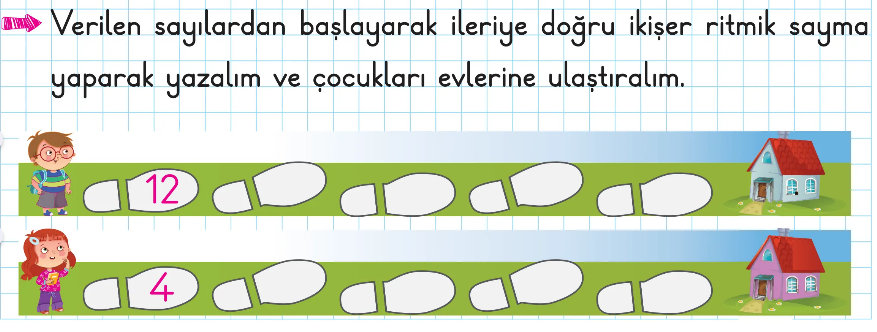 Verilen sayılardan başlayarak ileriye doğru ikişer ritmik sayma
yaparak yazalım ve çocukları evlerine ulaştıralım.
12
4